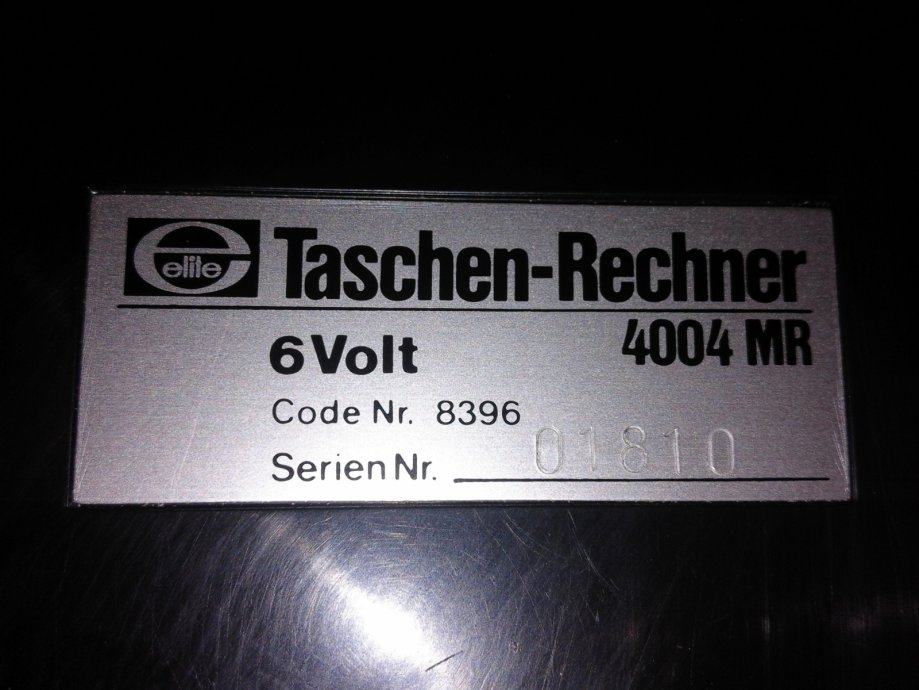 elite Taschen-Rechner
4004 MR
6 Volt
Code Nr. 8396
Serien Nr. 01810